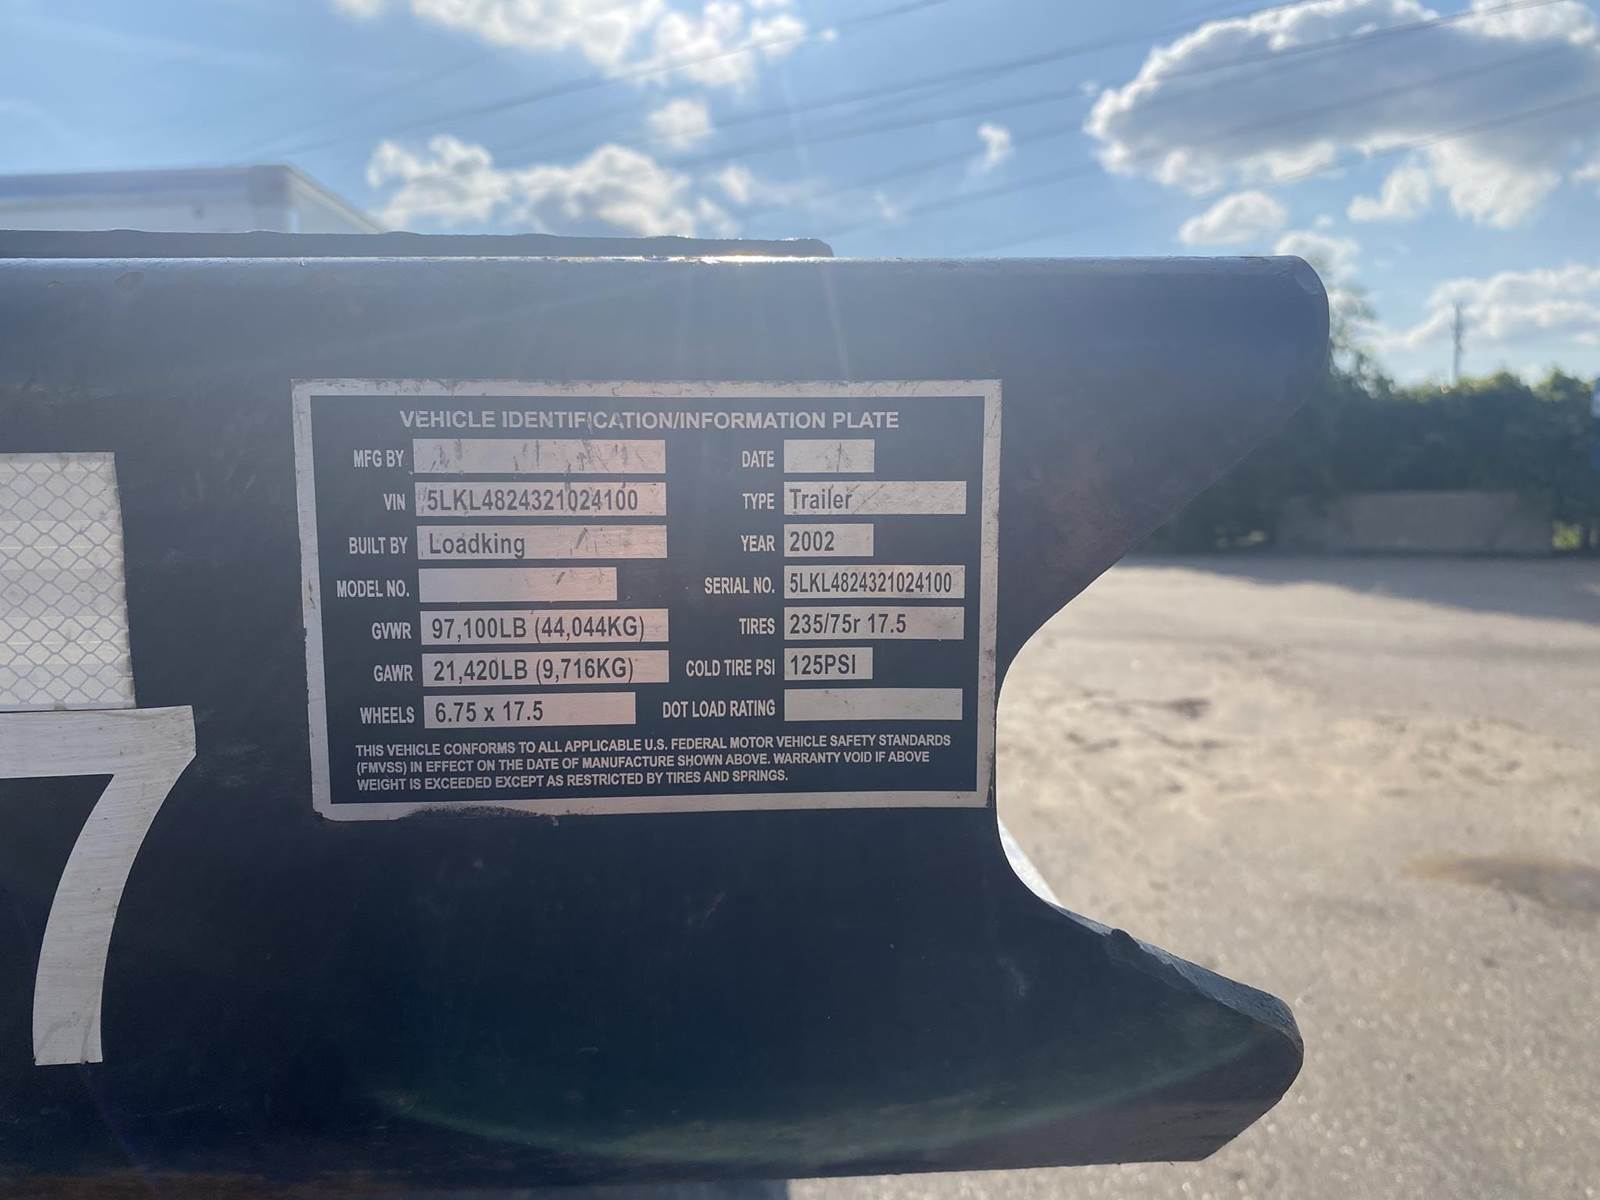 VEHICLE IDENTIFICATION/INFORMATION PLATE
MFG BY DATE
VIN 5LKL4824321024100 TYPE Trailer
BUILT BY Loadking YEAR 2002
MODEL NO. SERIAL NO. 5LKL4824321024100
GVWR 97,100LB (44,044KG) TIRES 235/75r 17.5
GAWR 21,420LB (9,716KG) COLD TIRE PSI 125PSI
WHEELS 6.75 x 17.5 DOT LOAD RATING
THIS VEHICLE CONFORMS TO ALL APPLICABLE U.S. FEDERAL MOTOR VEHICLE SAFETY STANDARDS
(FMVSS) IN EFFECT ON THE DATE OF MANUFACTURE SHOWN ABOVE. WARRANTY VOID IF ABOVE
WEIGHT IS EXCEEDED EXCEPT AS RESTRICTED BY TIRES AND SPRINGS.
7